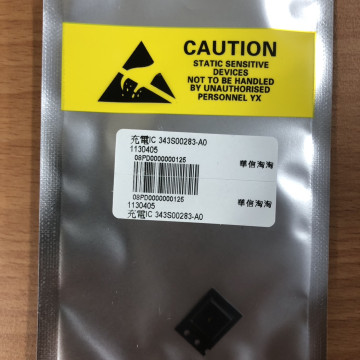 CAUTION
STATIC SENSITIVE
DEVICES
NOT TO BE HANDLED
BY UNAUTHORISED
PERSONNEL YX
充電IC 343S00283-A0
1130405
08PD0000000125
華信淘淘
08PD0000000125
1130405
華信淘淘
充電IC 343S00283-A0